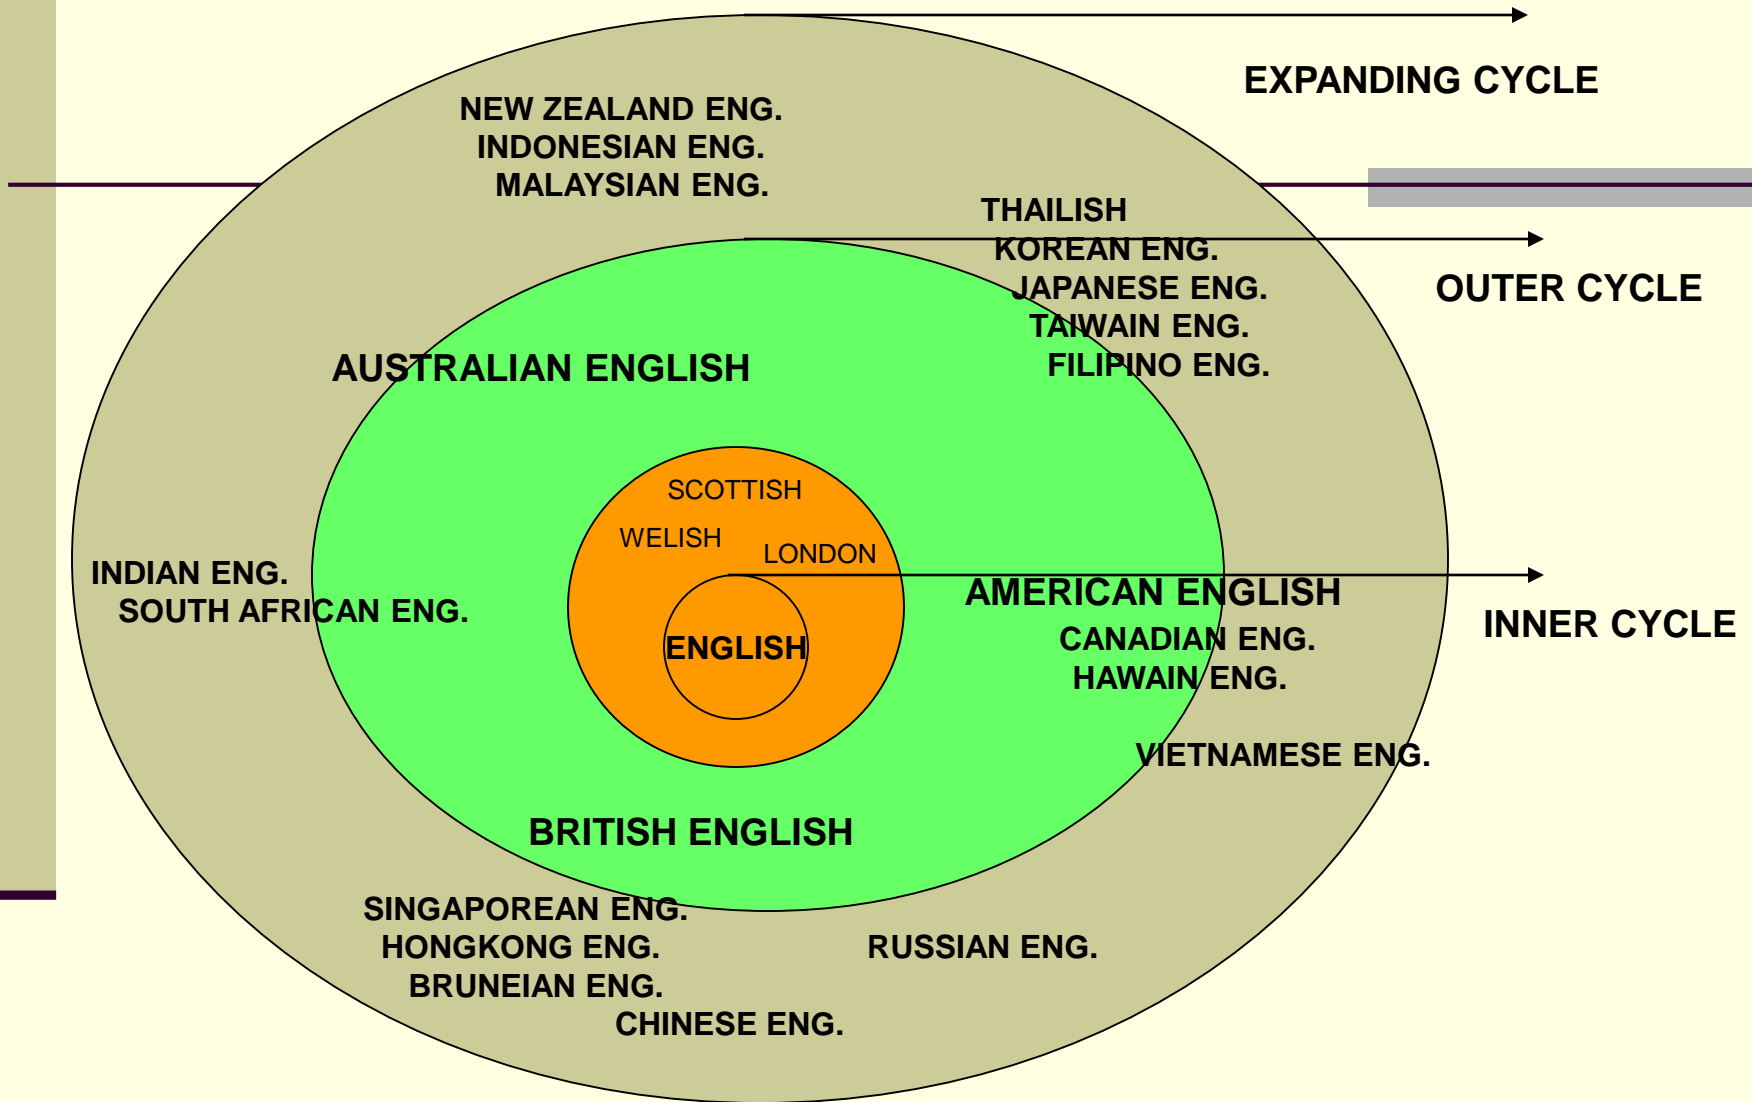 EXPANDING CYCLE
NEW ZEALAND ENG.
INDONESIAN ENG.
MALAYSIAN ENG.
THAILISH
KOREAN ENG.
JAPANESE ENG.
TAIWAIN ENG.
FILIPINO ENG.
OUTER CYCLE
AUSTRALIAN ENGLISH
SCOTTISH
WELISH
LONDON
ENGLISH
INDIAN ENG.
SOUTH AFRICAN ENG.
AMERICAN ENGLISH
CANADIAN ENG.
HAWAIN ENG.
INNER CYCLE
VIETNAMESE ENG.
BRITISH ENGLISH
SINGAPOREAN ENG.
HONGKONG ENG.
BRUNEIAN ENG.
CHINESE ENG.
RUSSIAN ENG.